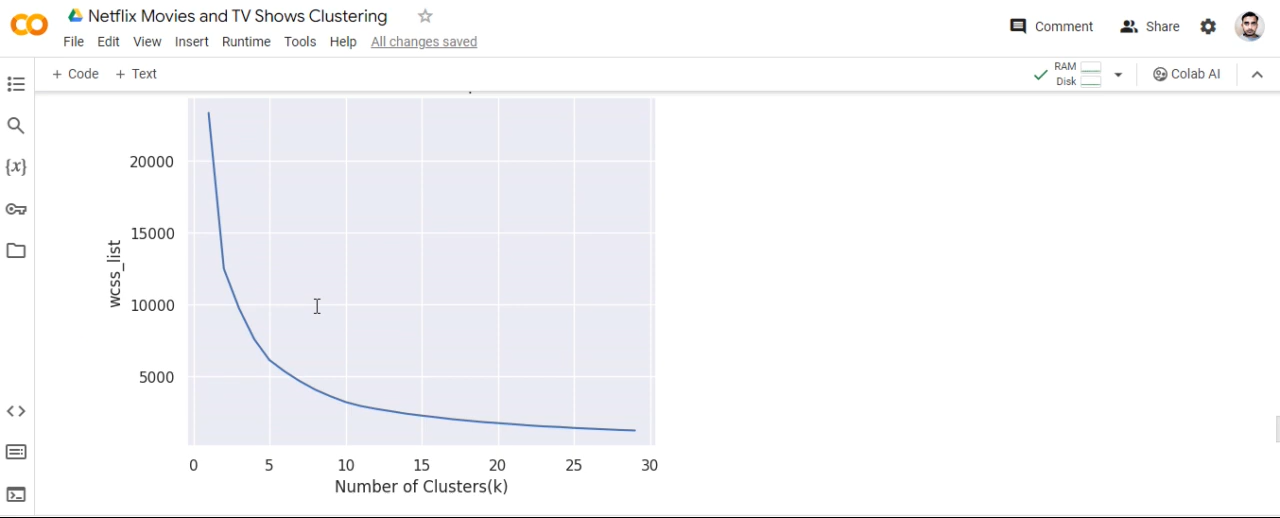 Netflix Movies and TV Shows Clustering
Comment
Share
File Edit View Insert Runtime Tools Help All changes saved
+ Code + Text
RAM
Disk
Colab AI
{x}
20000
15000
10000
5000
wcss_list
0 5 10 15 20 25 30
Number of Clusters(k)